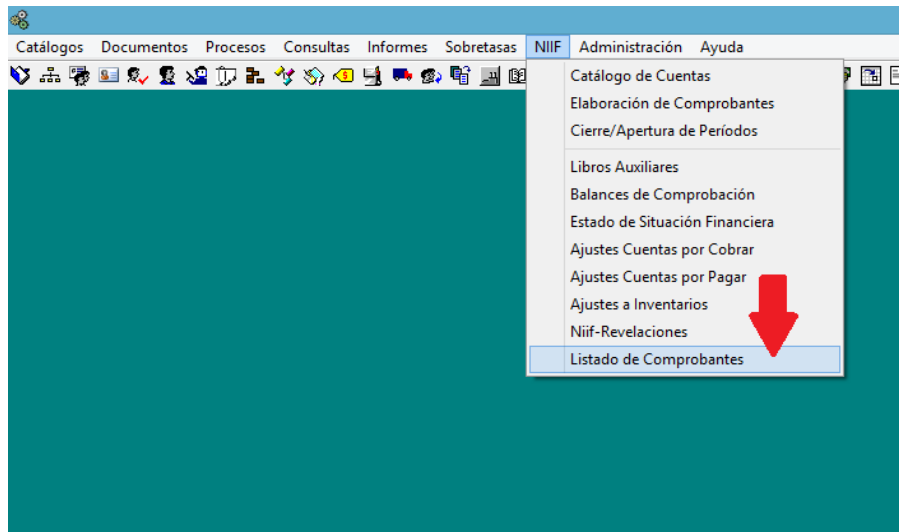 Catálogos Documentos Procesos Consultas Informes Sobretasas NIIF Administración Ayuda
Catálogo de Cuentas
Elaboración de Comprobantes
Cierre/Apertura de Períodos
Libros Auxiliares
Balances de Comprobación
Estado de Situación Financiera
Ajustes Cuentas por Cobrar
Ajustes Cuentas por Pagar
Ajustes a Inventarios
Niif-Revelaciones
Listado de Comprobantes